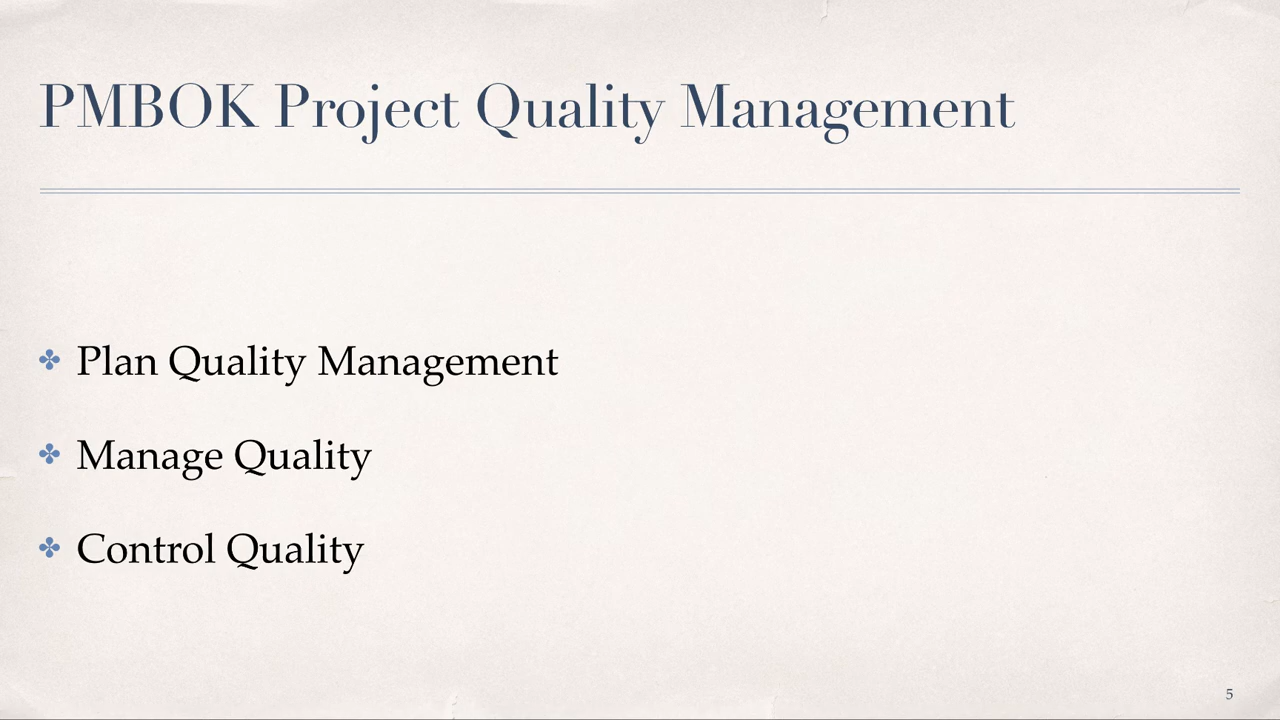 PMBOK Project Quality Management
✤ Plan Quality Management
✤ Manage Quality
✤ Control Quality
5